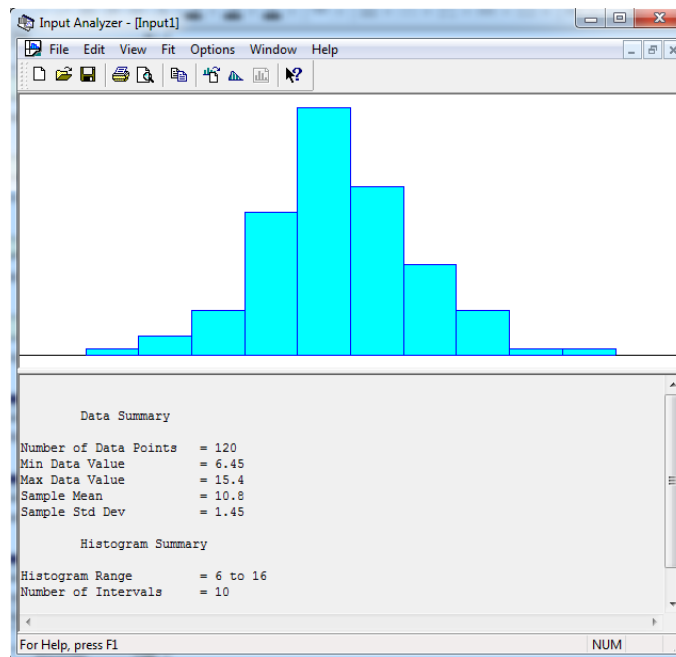 Input Analyzer - [Input1]
File Edit View Fit Options Window Help
Data Summary
Number of Data Points = 120
Min Data Value = 6.45
Max Data Value = 15.4
Sample Mean = 10.8
Sample Std Dev = 1.45
Histogram Summary
Histogram Range = 6 to 16
Number of Intervals = 10
For Help, press F1 NUM